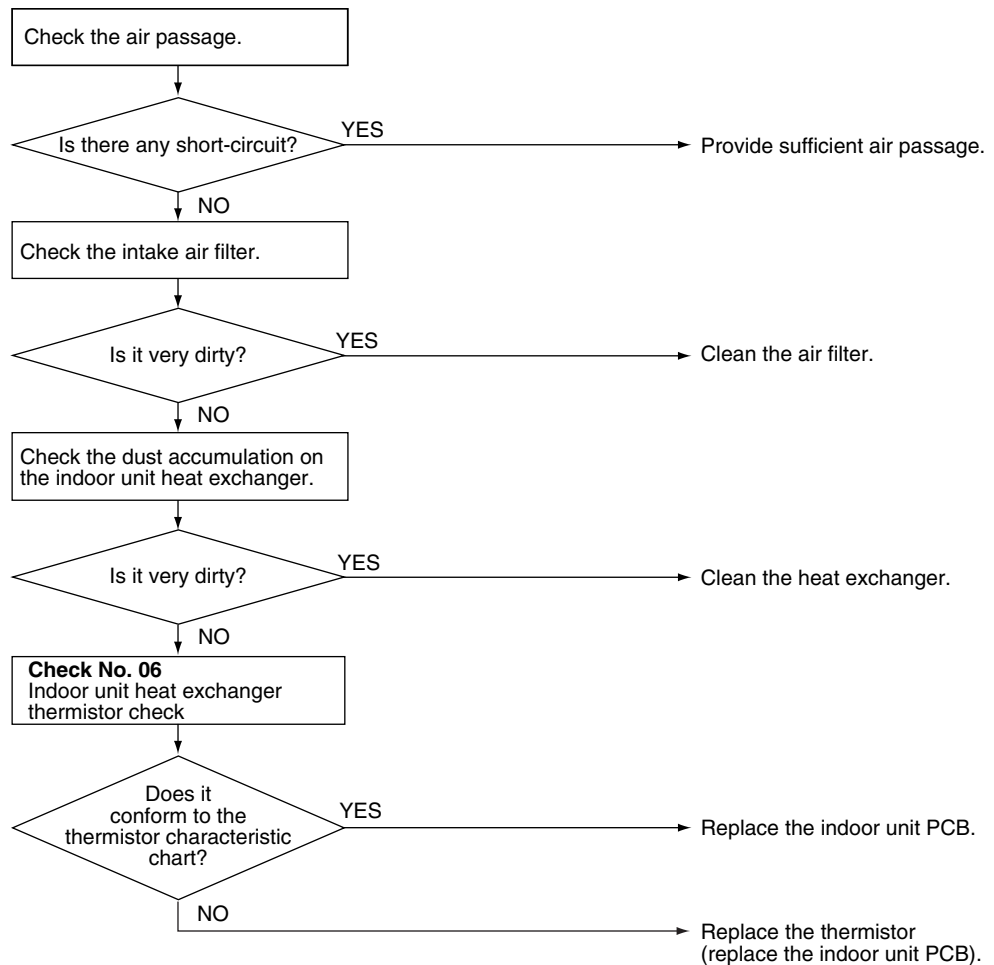 Check the air passage.
Is there any short-circuit?
YES
Provide sufficient air passage.
NO
Check the intake air filter.
Is it very dirty?
YES
Clean the air filter.
NO
Check the dust accumulation on
the indoor unit heat exchanger.
Is it very dirty?
YES
Clean the heat exchanger.
NO
Check No. 06
Indoor unit heat exchanger
thermistor check
Does it
conform to the
thermistor characteristic
chart?
YES
Replace the indoor unit PCB.
NO
Replace the thermistor
(replace the indoor unit PCB).